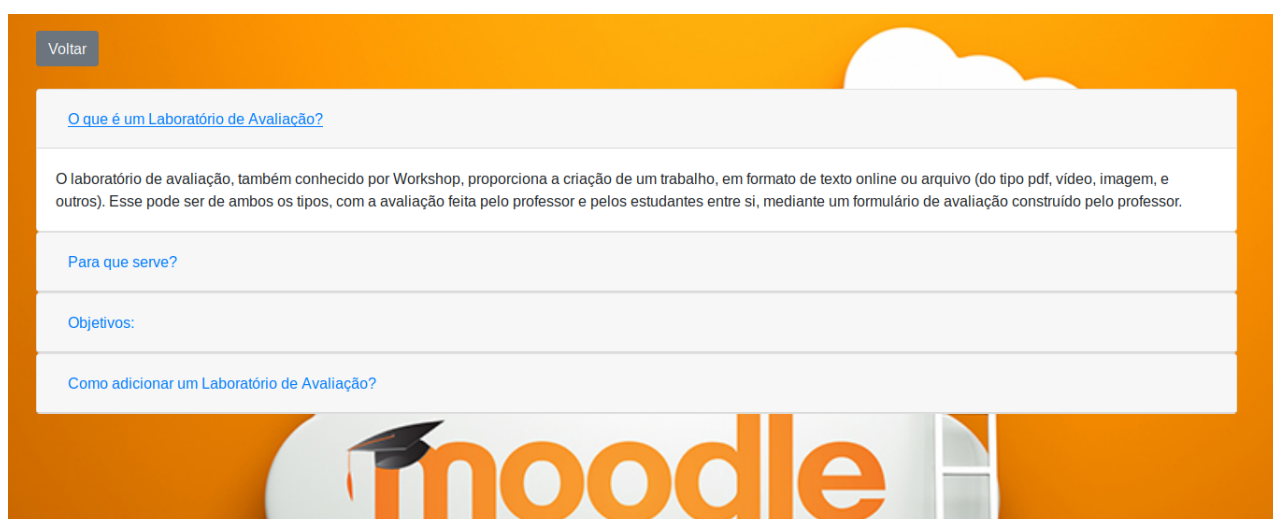 Voltar
O que é um Laboratório de Avaliação?
O laboratório de avaliação, também conhecido por Workshop, proporciona a criação de um trabalho, em formato de texto online ou arquivo (do tipo pdf, vídeo, imagem, e
outros). Esse pode ser de ambos os tipos, com a avaliação feita pelo professor e pelos estudantes entre si, mediante um formulário de avaliação construído pelo professor.
Para que serve?
Objetivos:
Como adicionar um Laboratório de Avaliação?
moodle